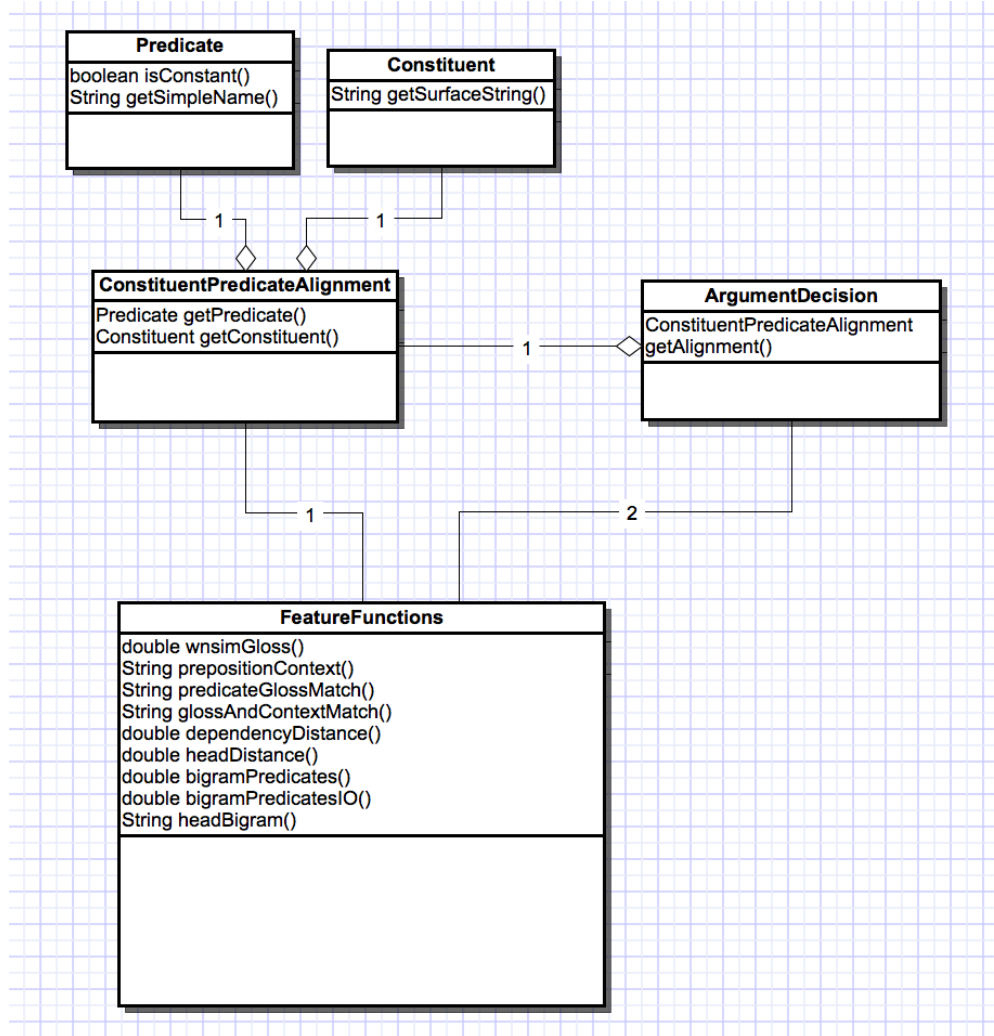 Predicate
boolean isConstant()
String getSimpleName()
Constituent
String getSurfaceString()
1
1
ConstituentPredicateAlignment
Predicate getPredicate()
Constituent getConstituent()
1
ArgumentDecision
ConstituentPredicateAlignment
getAlignment()
1
2
FeatureFunctions
double wnsimGloss()
String prepositionContext()
String predicateGlossMatch()
String glossAndContextMatch()
double dependencyDistance()
double headDistance()
double bigramPredicates()
double bigramPredicatesIO()
String headBigram()